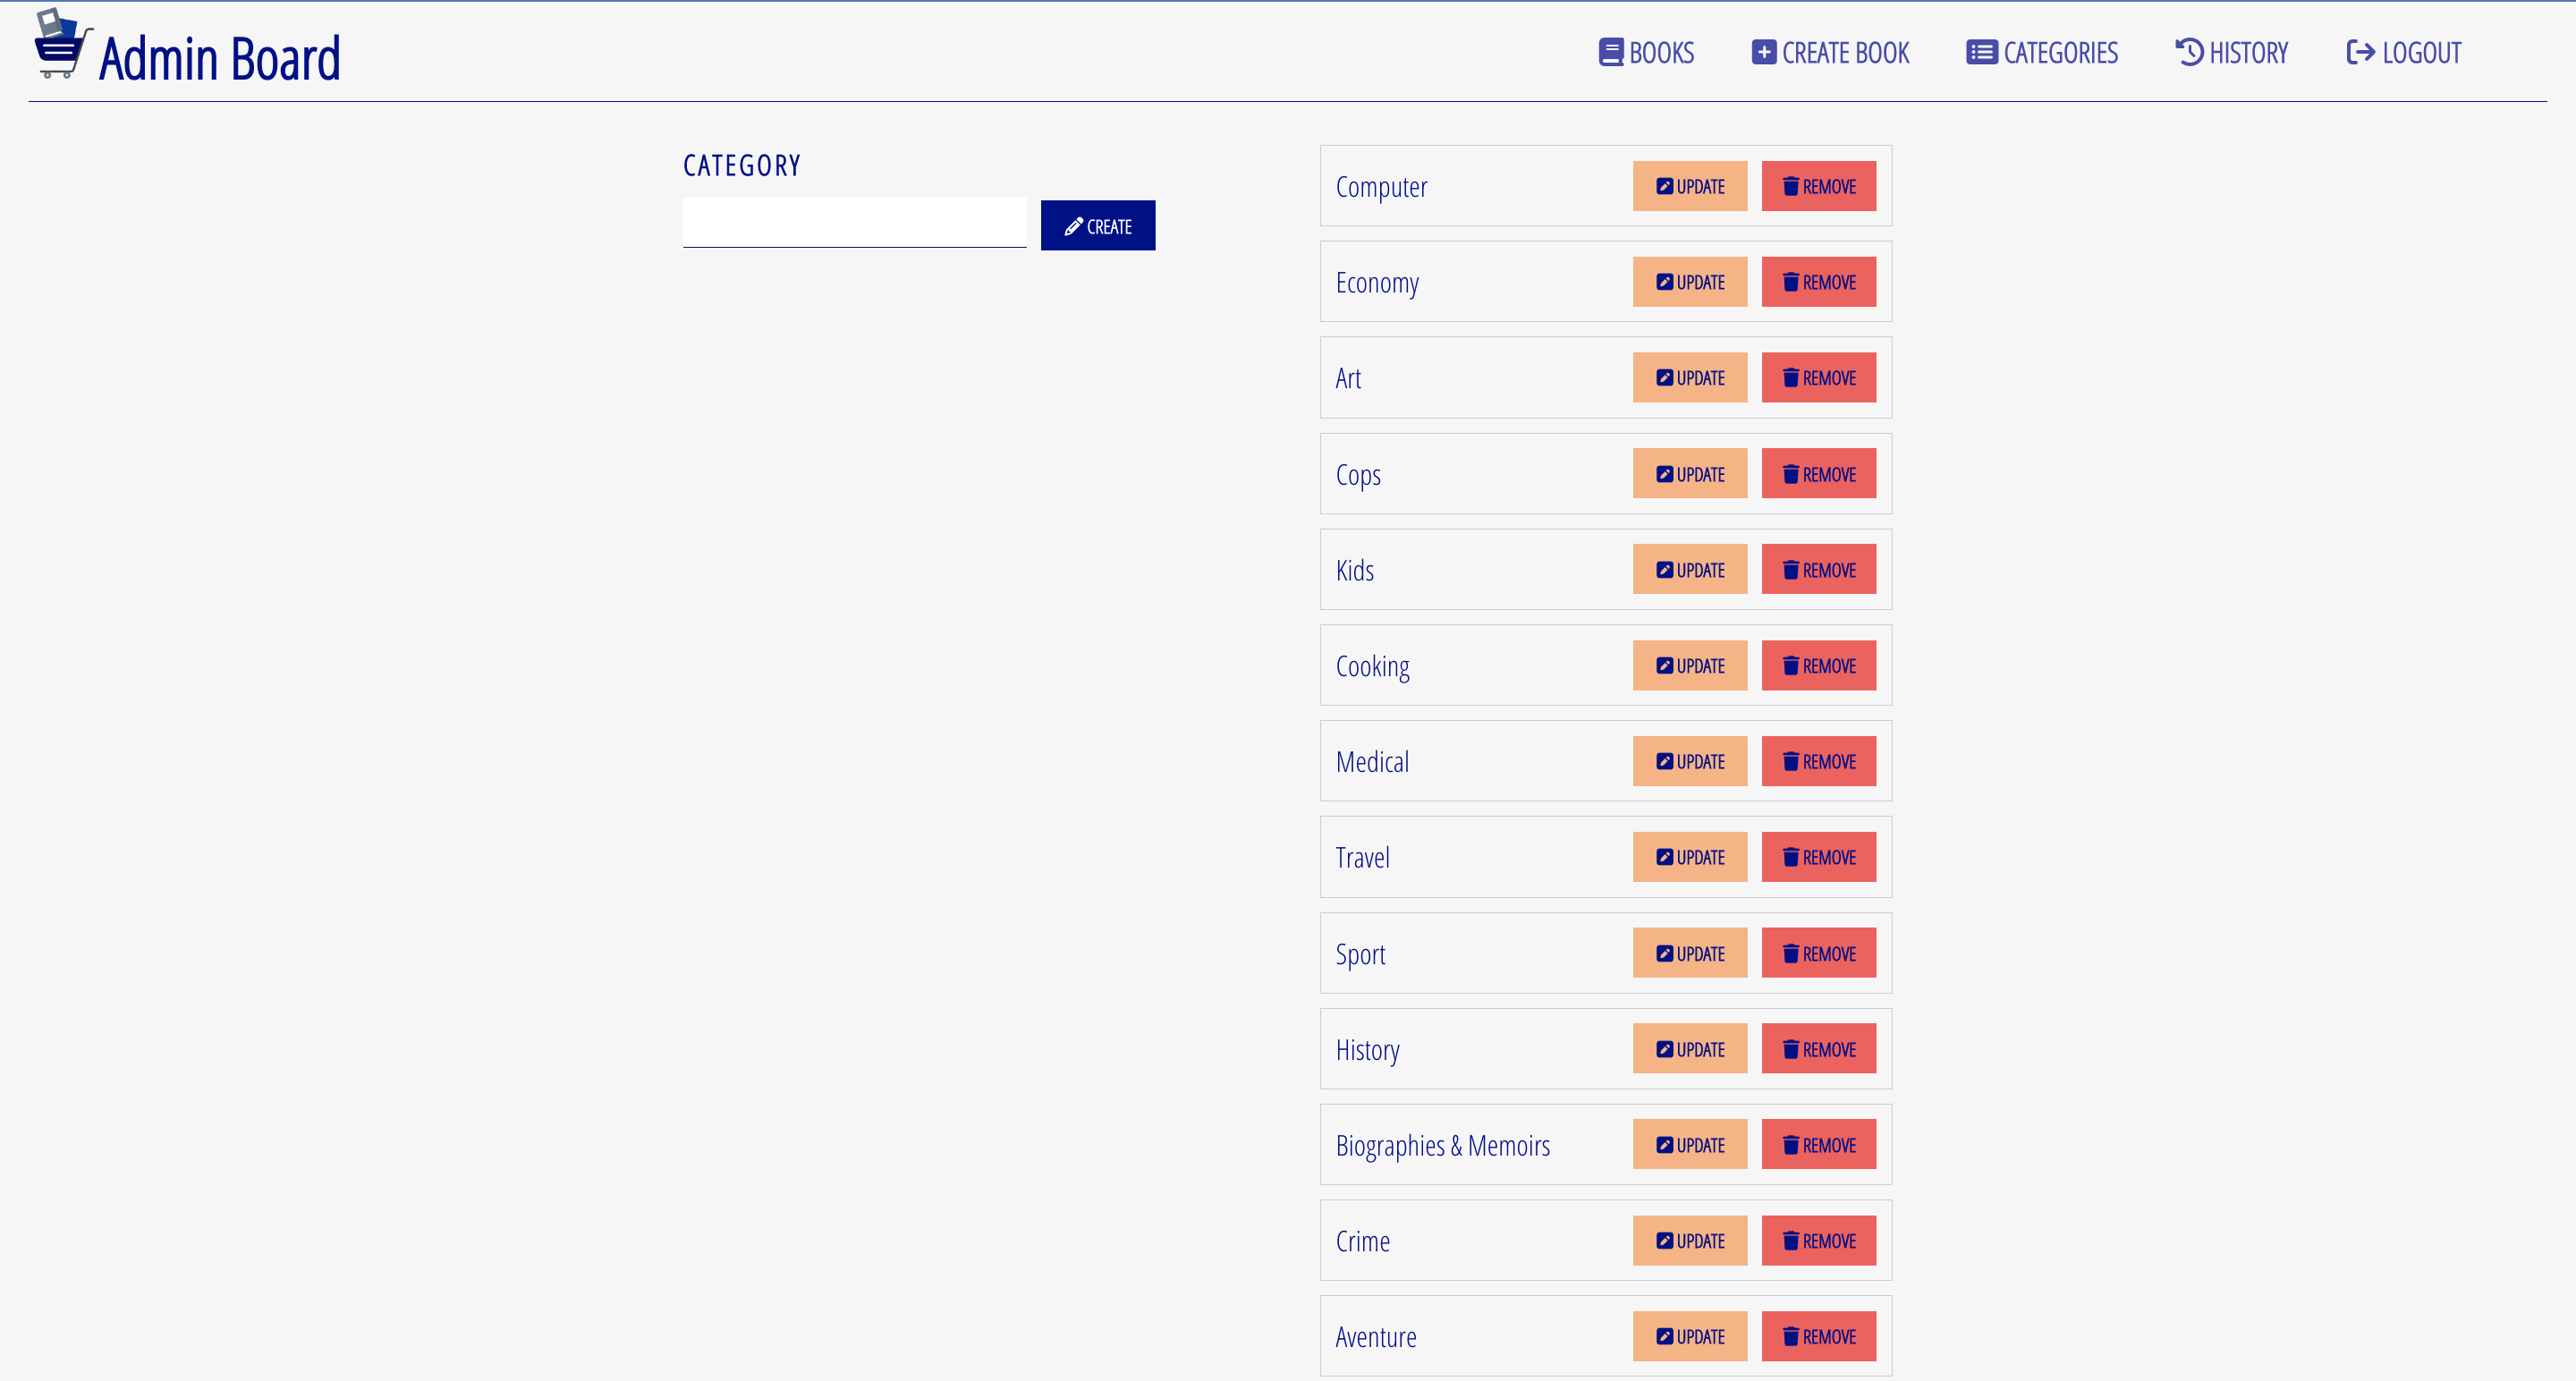 Admin Board
BOOKS CREATE BOOK CATEGORIES HISTORY LOGOUT
CATEGORY
CREATE
Computer UPDATE REMOVE
Economy UPDATE REMOVE
Art UPDATE REMOVE
Cops UPDATE REMOVE
Kids UPDATE REMOVE
Cooking UPDATE REMOVE
Medical UPDATE REMOVE
Travel UPDATE REMOVE
Sport UPDATE REMOVE
History UPDATE REMOVE
Biographies & Memoirs UPDATE REMOVE
Crime UPDATE REMOVE
Aventure UPDATE REMOVE